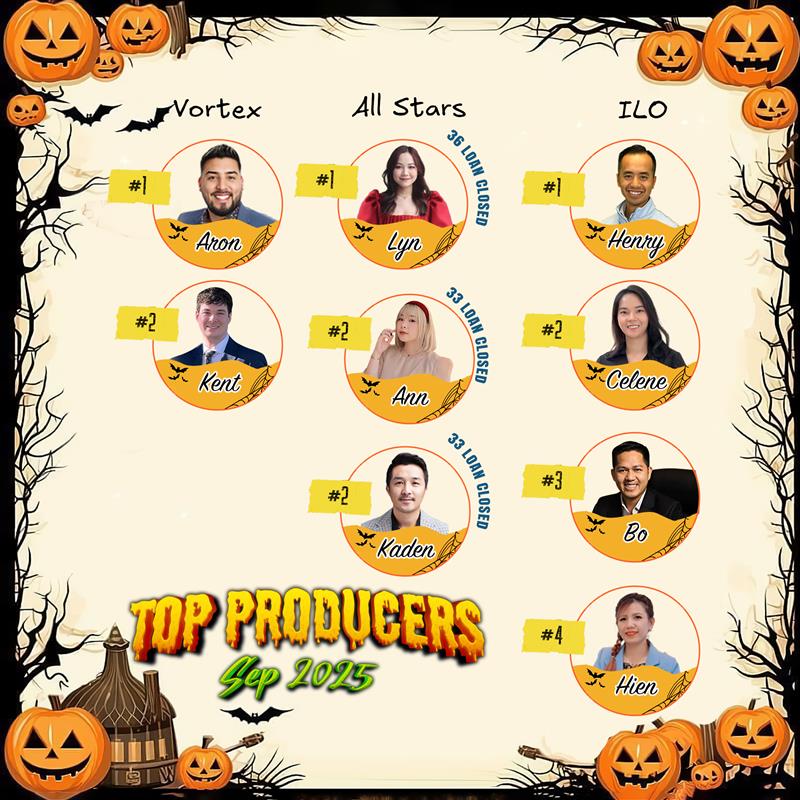 Vortex
#1
Aron
#2
Kent
All Stars
#1
Lyn
36 LOAN CLOSED
#2
Ann
33 LOAN CLOSED
#2
Kaden
33 LOAN CLOSED
ILO
#1
Henry
#2
Celene
#3
Bo
#4
Hien
TOP PRODUCERS
Sep 2025